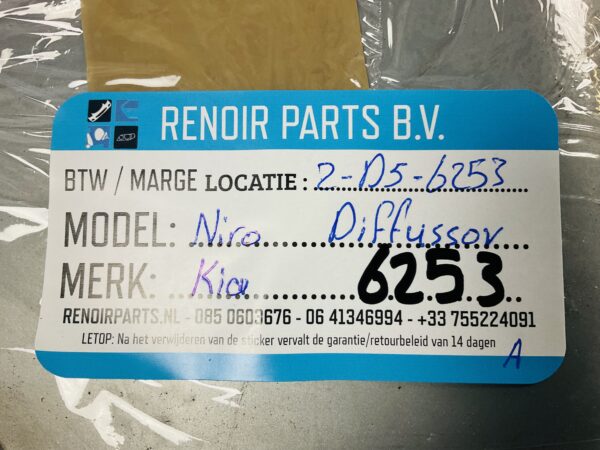 RENOIR PARTS B.V.
BTW / MARGE LOCATIE : 2-D5-6253
MODEL: Niro Diffussor
MERK: Kia 6253
RENOIRPARTS.NL - 085 0603676 - 06 41346994 - +33 755224091
LETOP: Na het verwijderen van de sticker vervalt de garantie/retourbeleid van 14 dagen
A